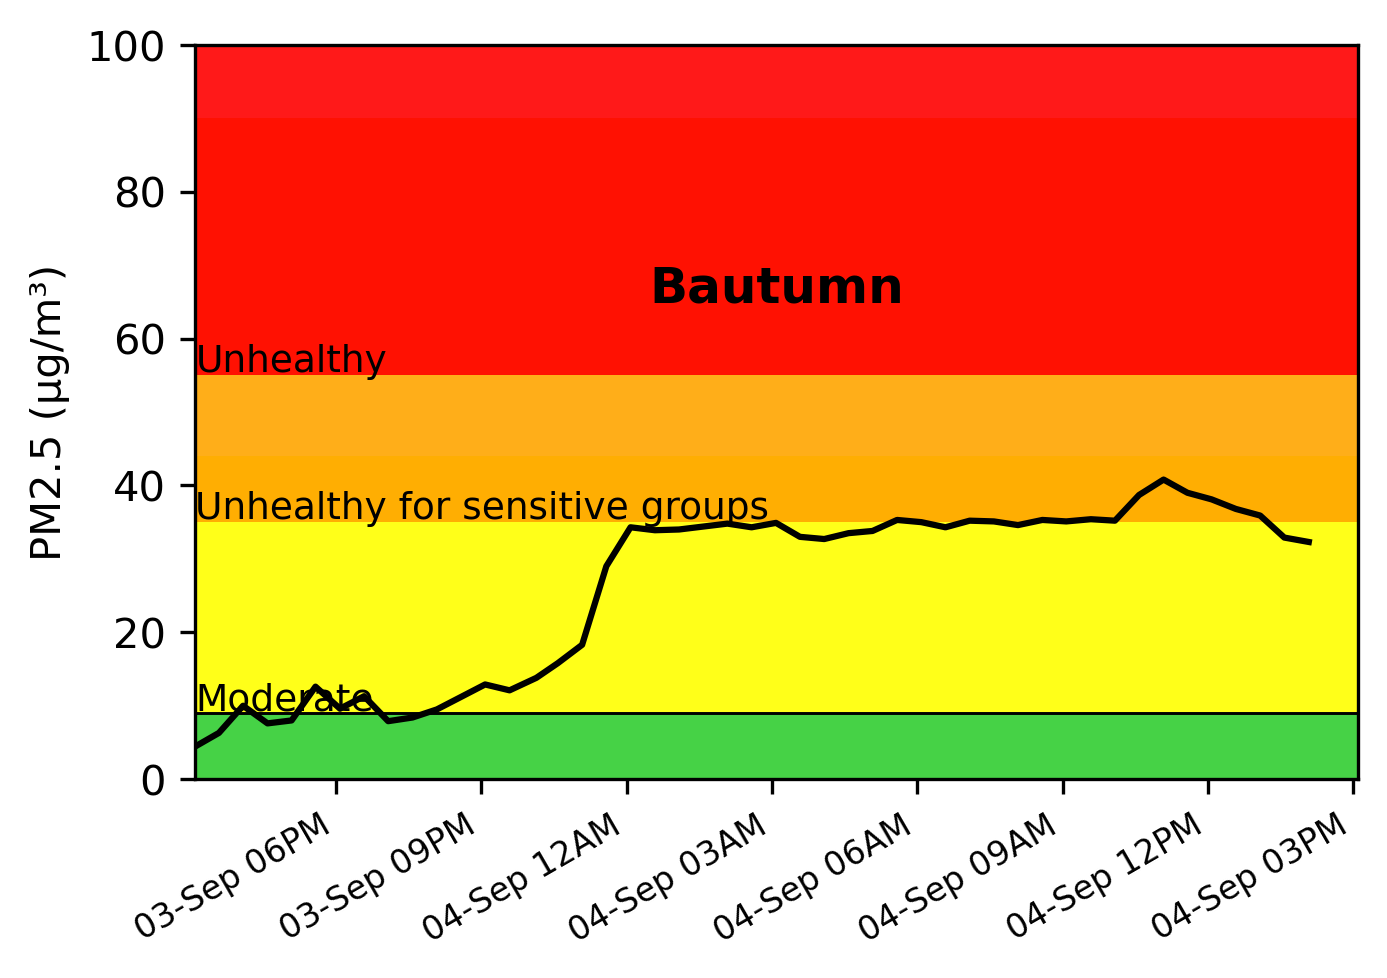 100
80
60
40
20
0
PM2.5 (µg/m³)
Bautumn
Unhealthy
Unhealthy for sensitive groups
Moderate
03-Sep 06PM
03-Sep 09PM
04-Sep 12AM
04-Sep 03AM
04-Sep 06AM
04-Sep 09AM
04-Sep 12PM
04-Sep 03PM